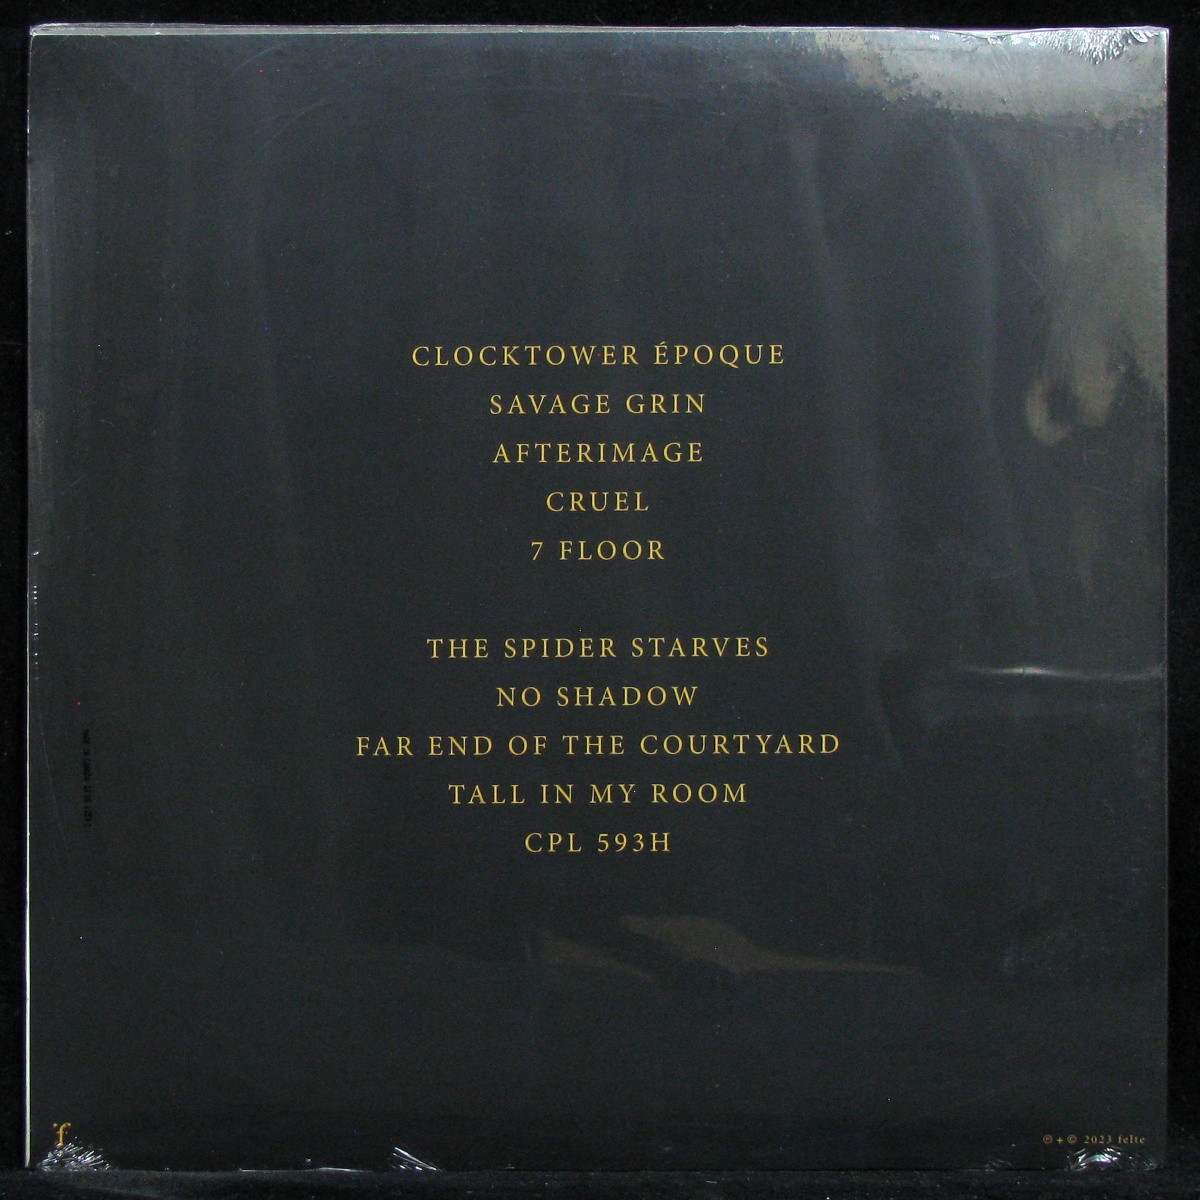 CLOCKTOWER ÉPOQUE
SAVAGE GRIN
AFTERIMAGE
CRUEL
7 FLOOR
THE SPIDER STARVES
NO SHADOW
FAR END OF THE COURTYARD
TALL IN MY ROOM
CPL 593H
f
℗ + © 2023 felte